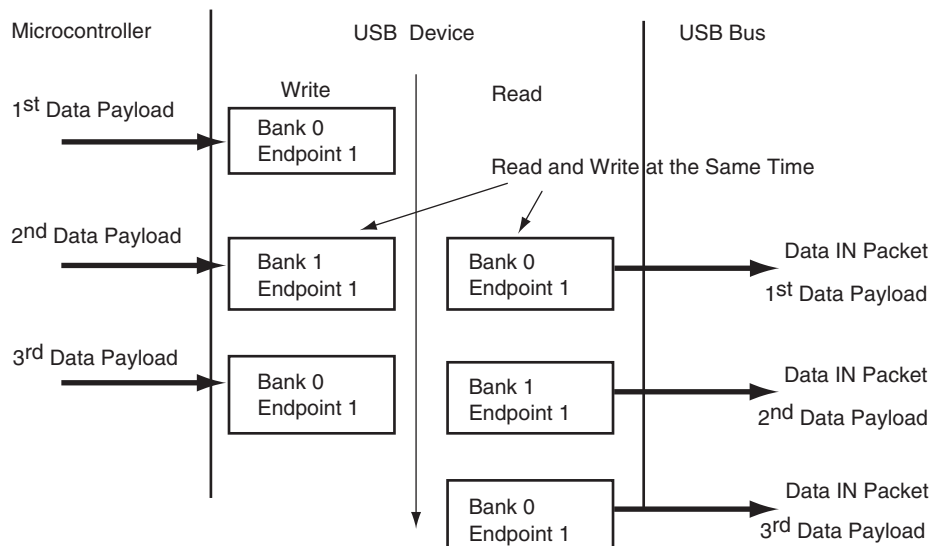 Microcontroller USB Device USB Bus
Write Read
1st Data Payload
Bank 0
Endpoint 1
Read and Write at the Same Time
2nd Data Payload
Bank 1
Endpoint 1
Bank 0
Endpoint 1
Data IN Packet
1st Data Payload
3rd Data Payload
Bank 0
Endpoint 1
Bank 1
Endpoint 1
Data IN Packet
2nd Data Payload
Bank 0
Endpoint 1
Data IN Packet
3rd Data Payload